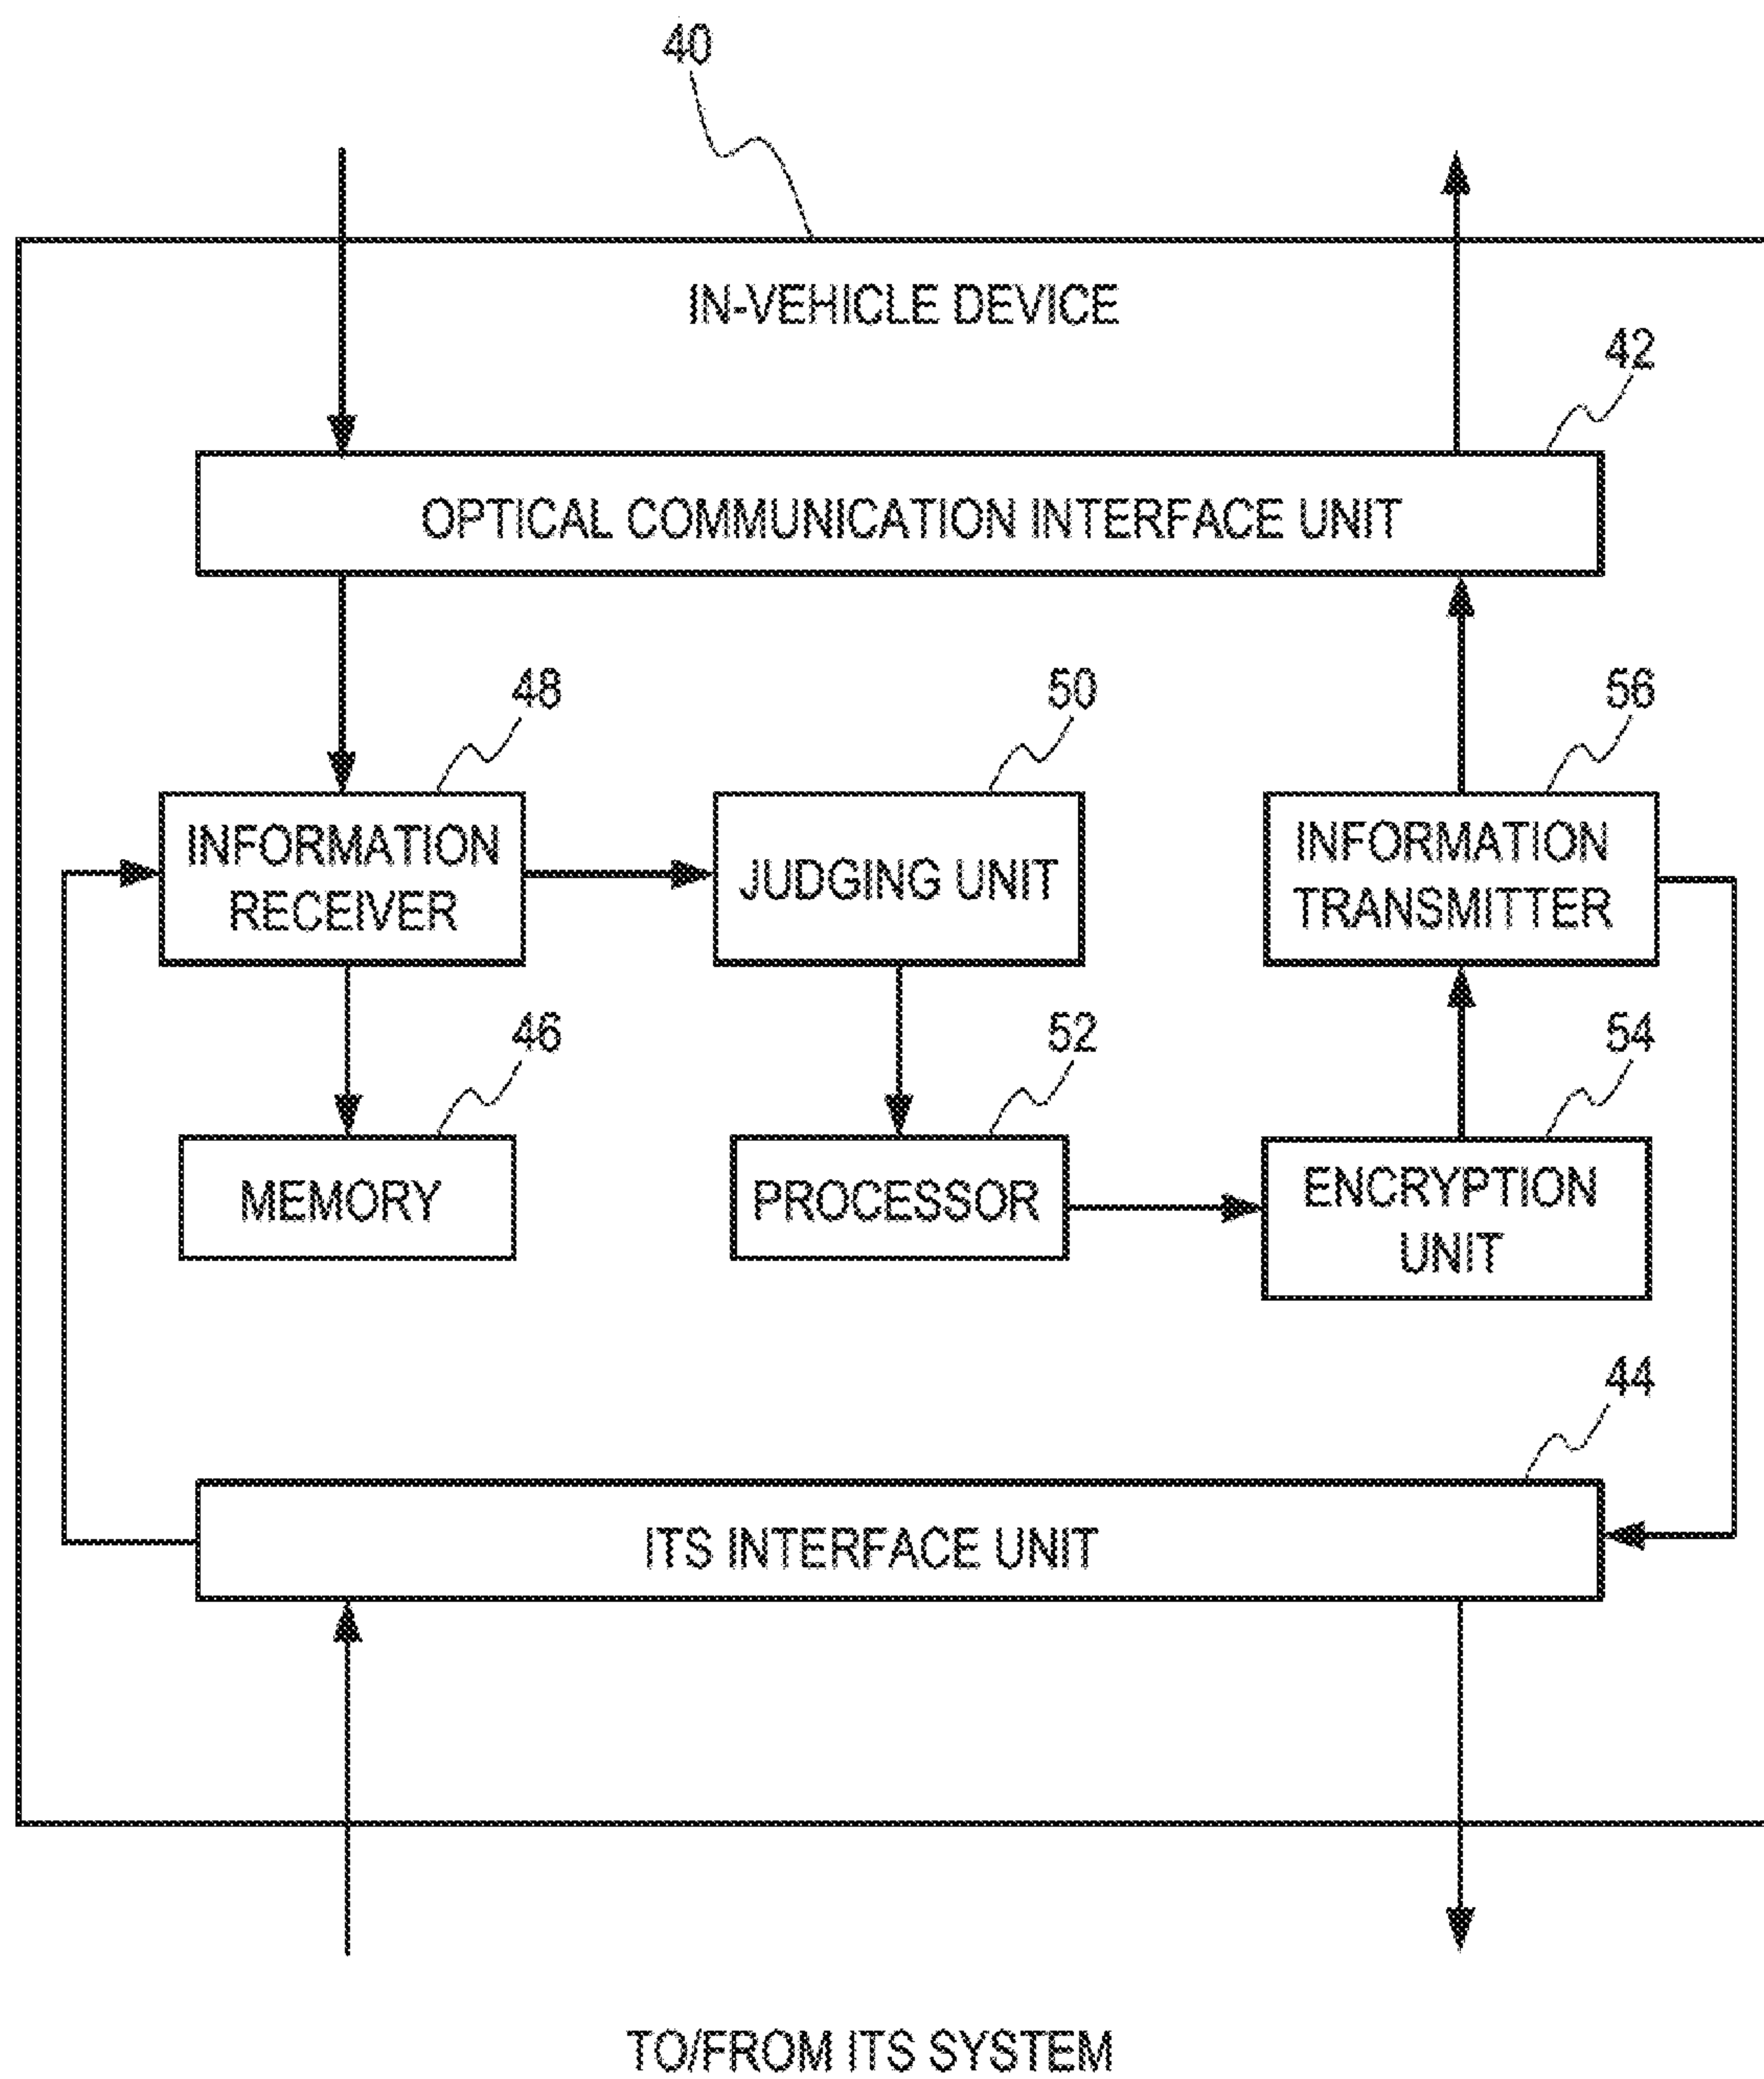 40
IN-VEHICLE DEVICE
42
OPTICAL COMMUNICATION INTERFACE UNIT
48
50
56
INFORMATION
RECEIVER
JUDGING UNIT
INFORMATION
TRANSMITTER
46
52
54
MEMORY
PROCESSOR
ENCRYPTION
UNIT
44
ITS INTERFACE UNIT
TO/FROM ITS SYSTEM